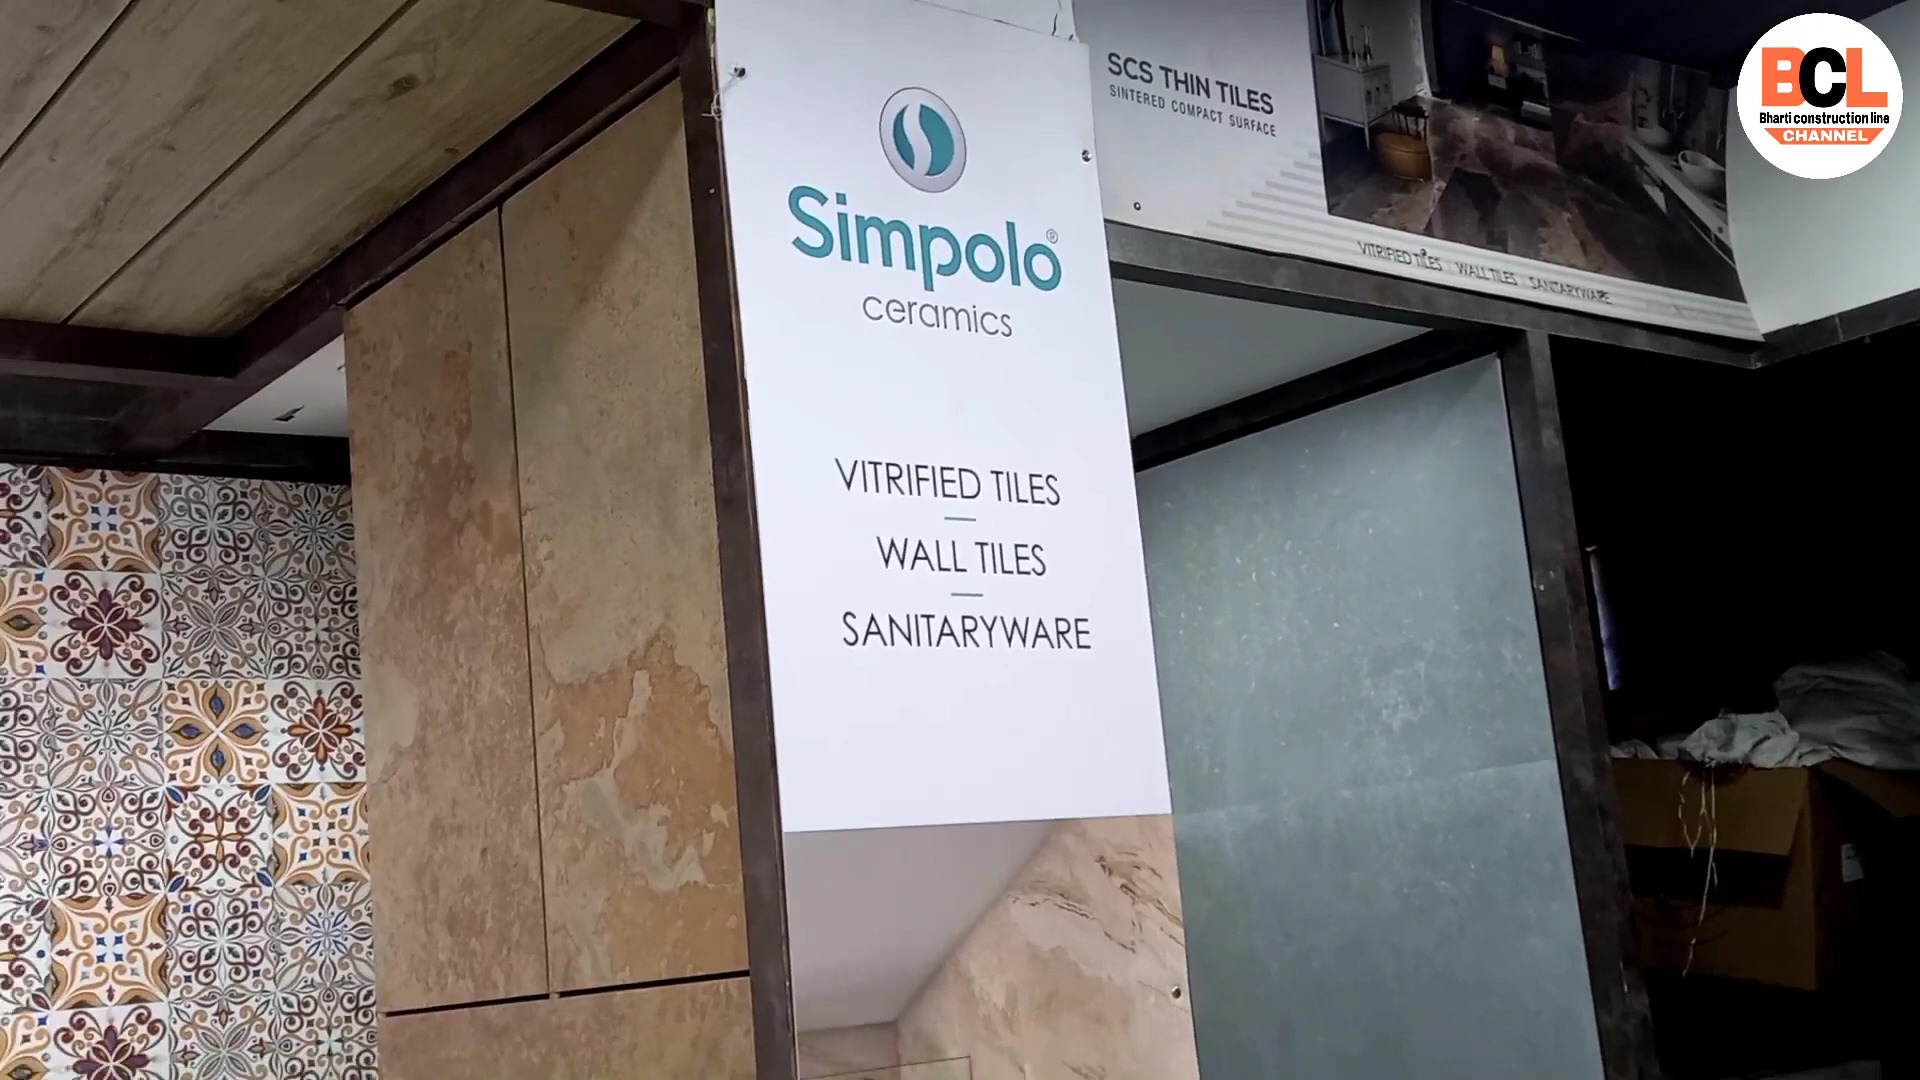 Simpolo®
ceramics
VITRIFIED TILES
WALL TILES
SANITARYWARE
SCS THIN TILES
SINTERED COMPACT SURFACE
VITRIFIED TILES WALL TILES SANITARYWARE
BCL
Bharti construction line
CHANNEL